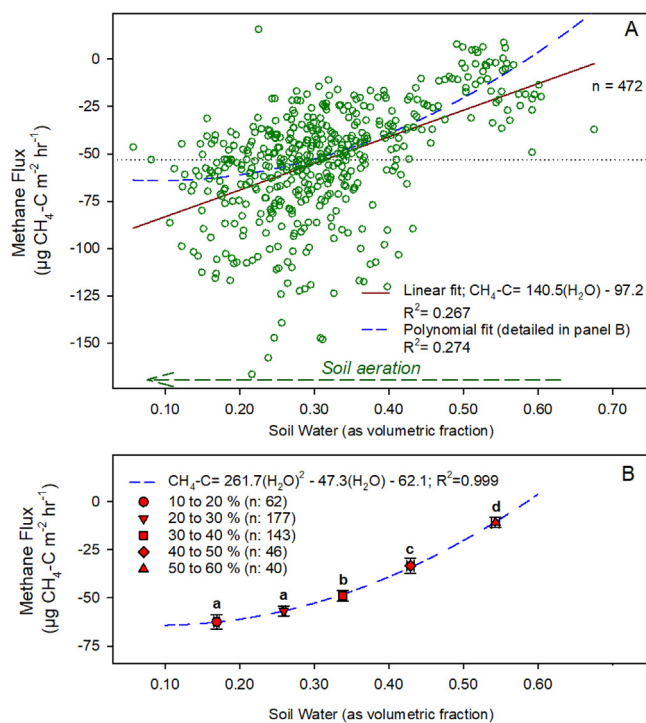 A
0
-25
-50
-75
-100
-125
-150
Methane Flux
(µg CH₄-C m⁻² hr⁻¹)
n = 472
Linear fit; CH₄-C= 140.5(H₂O) - 97.2
R²= 0.267
Polynomial fit (detailed in panel B)
R²= 0.274
Soil aeration
0.10 0.20 0.30 0.40 0.50 0.60 0.70
Soil Water (as volumetric fraction)
B
CH₄-C= 261.7(H₂O)² - 47.3(H₂O) - 62.1; R²=0.999
10 to 20 % (n: 62)
20 to 30 % (n: 177)
30 to 40 % (n: 143)
40 to 50 % (n: 46)
50 to 60 % (n: 40)
a a b c d
0
-25
-50
-75
Methane Flux
(µg CH₄-C m⁻² hr⁻¹)
0.10 0.20 0.30 0.40 0.50 0.60
Soil Water (as volumetric fraction)